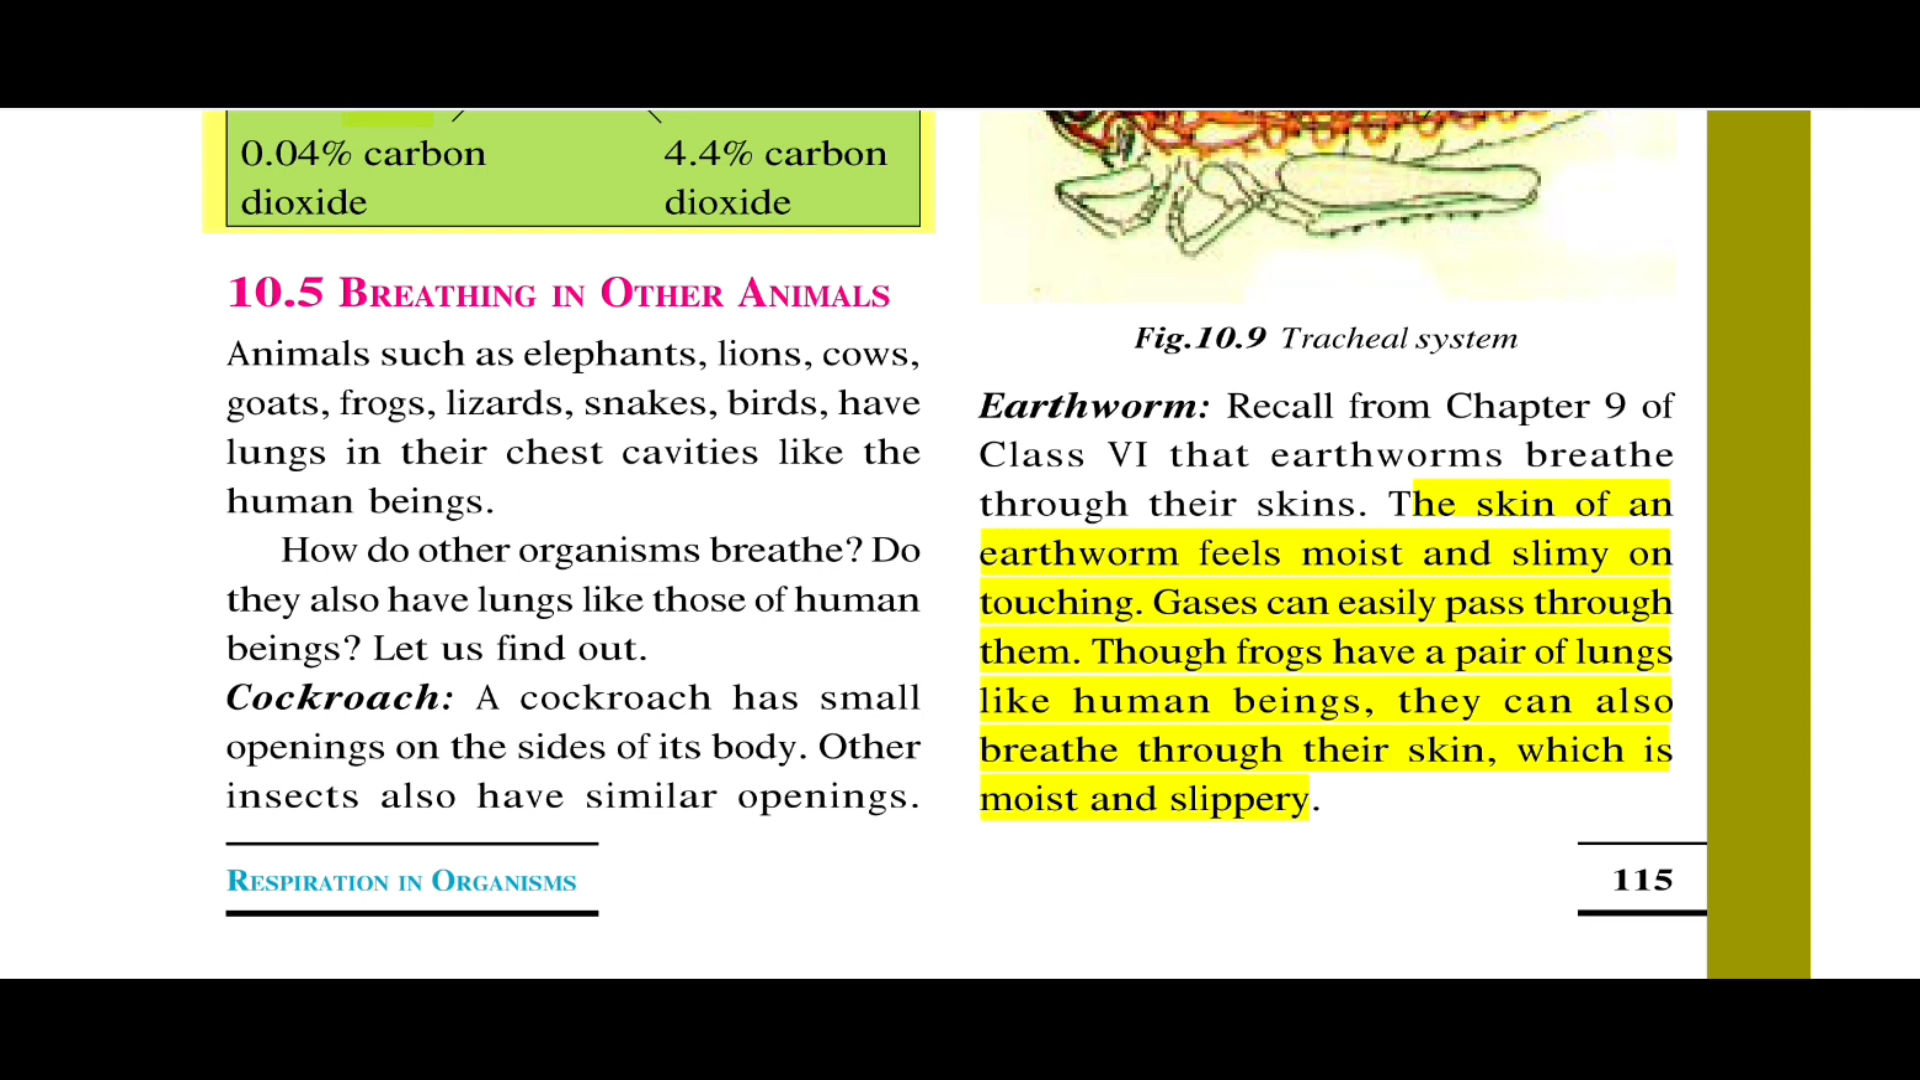 0.04% carbon
dioxide
4.4% carbon
dioxide
10.5 BREATHING IN OTHER ANIMALS
Animals such as elephants, lions, cows,
goats, frogs, lizards, snakes, birds, have
lungs in their chest cavities like the
human beings.
How do other organisms breathe? Do
they also have lungs like those of human
beings? Let us find out.
Cockroach: A cockroach has small
openings on the sides of its body. Other
insects also have similar openings.
Fig.10.9 Tracheal system
Earthworm: Recall from Chapter 9 of
Class VI that earthworms breathe
through their skins. The skin of an
earthworm feels moist and slimy on
touching. Gases can easily pass through
them. Though frogs have a pair of lungs
like human beings, they can also
breathe through their skin, which is
moist and slippery.
RESPIRATION IN ORGANISMS
115